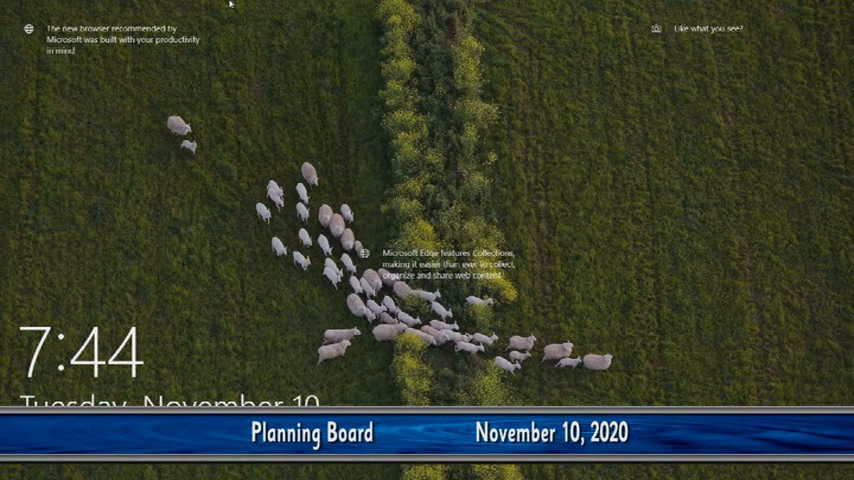 The new browser recommended by
Microsoft was built with your productivity
in mind
Like what you see?
Microsoft Edge features Collections,
making it easier than ever to collect,
organize and share web content
7:44
Tuesday, November 10
Planning Board November 10, 2020